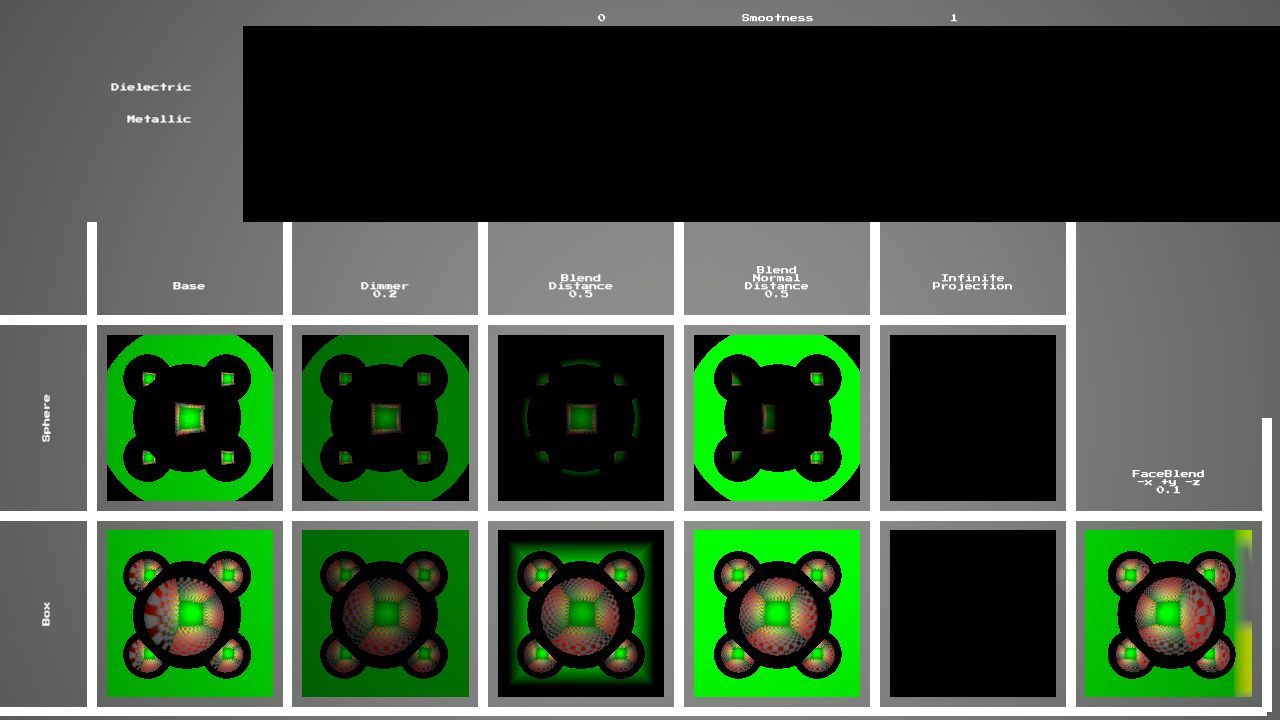 0 Smootness 1
Dielectric
Metallic
Base
Dimmer
0.2
Blend
Distance
0.5
Blend
Normal
Distance
0.5
Infinite
Projection
Sphere
FaceBlend
-x +y -z
0.1
Box